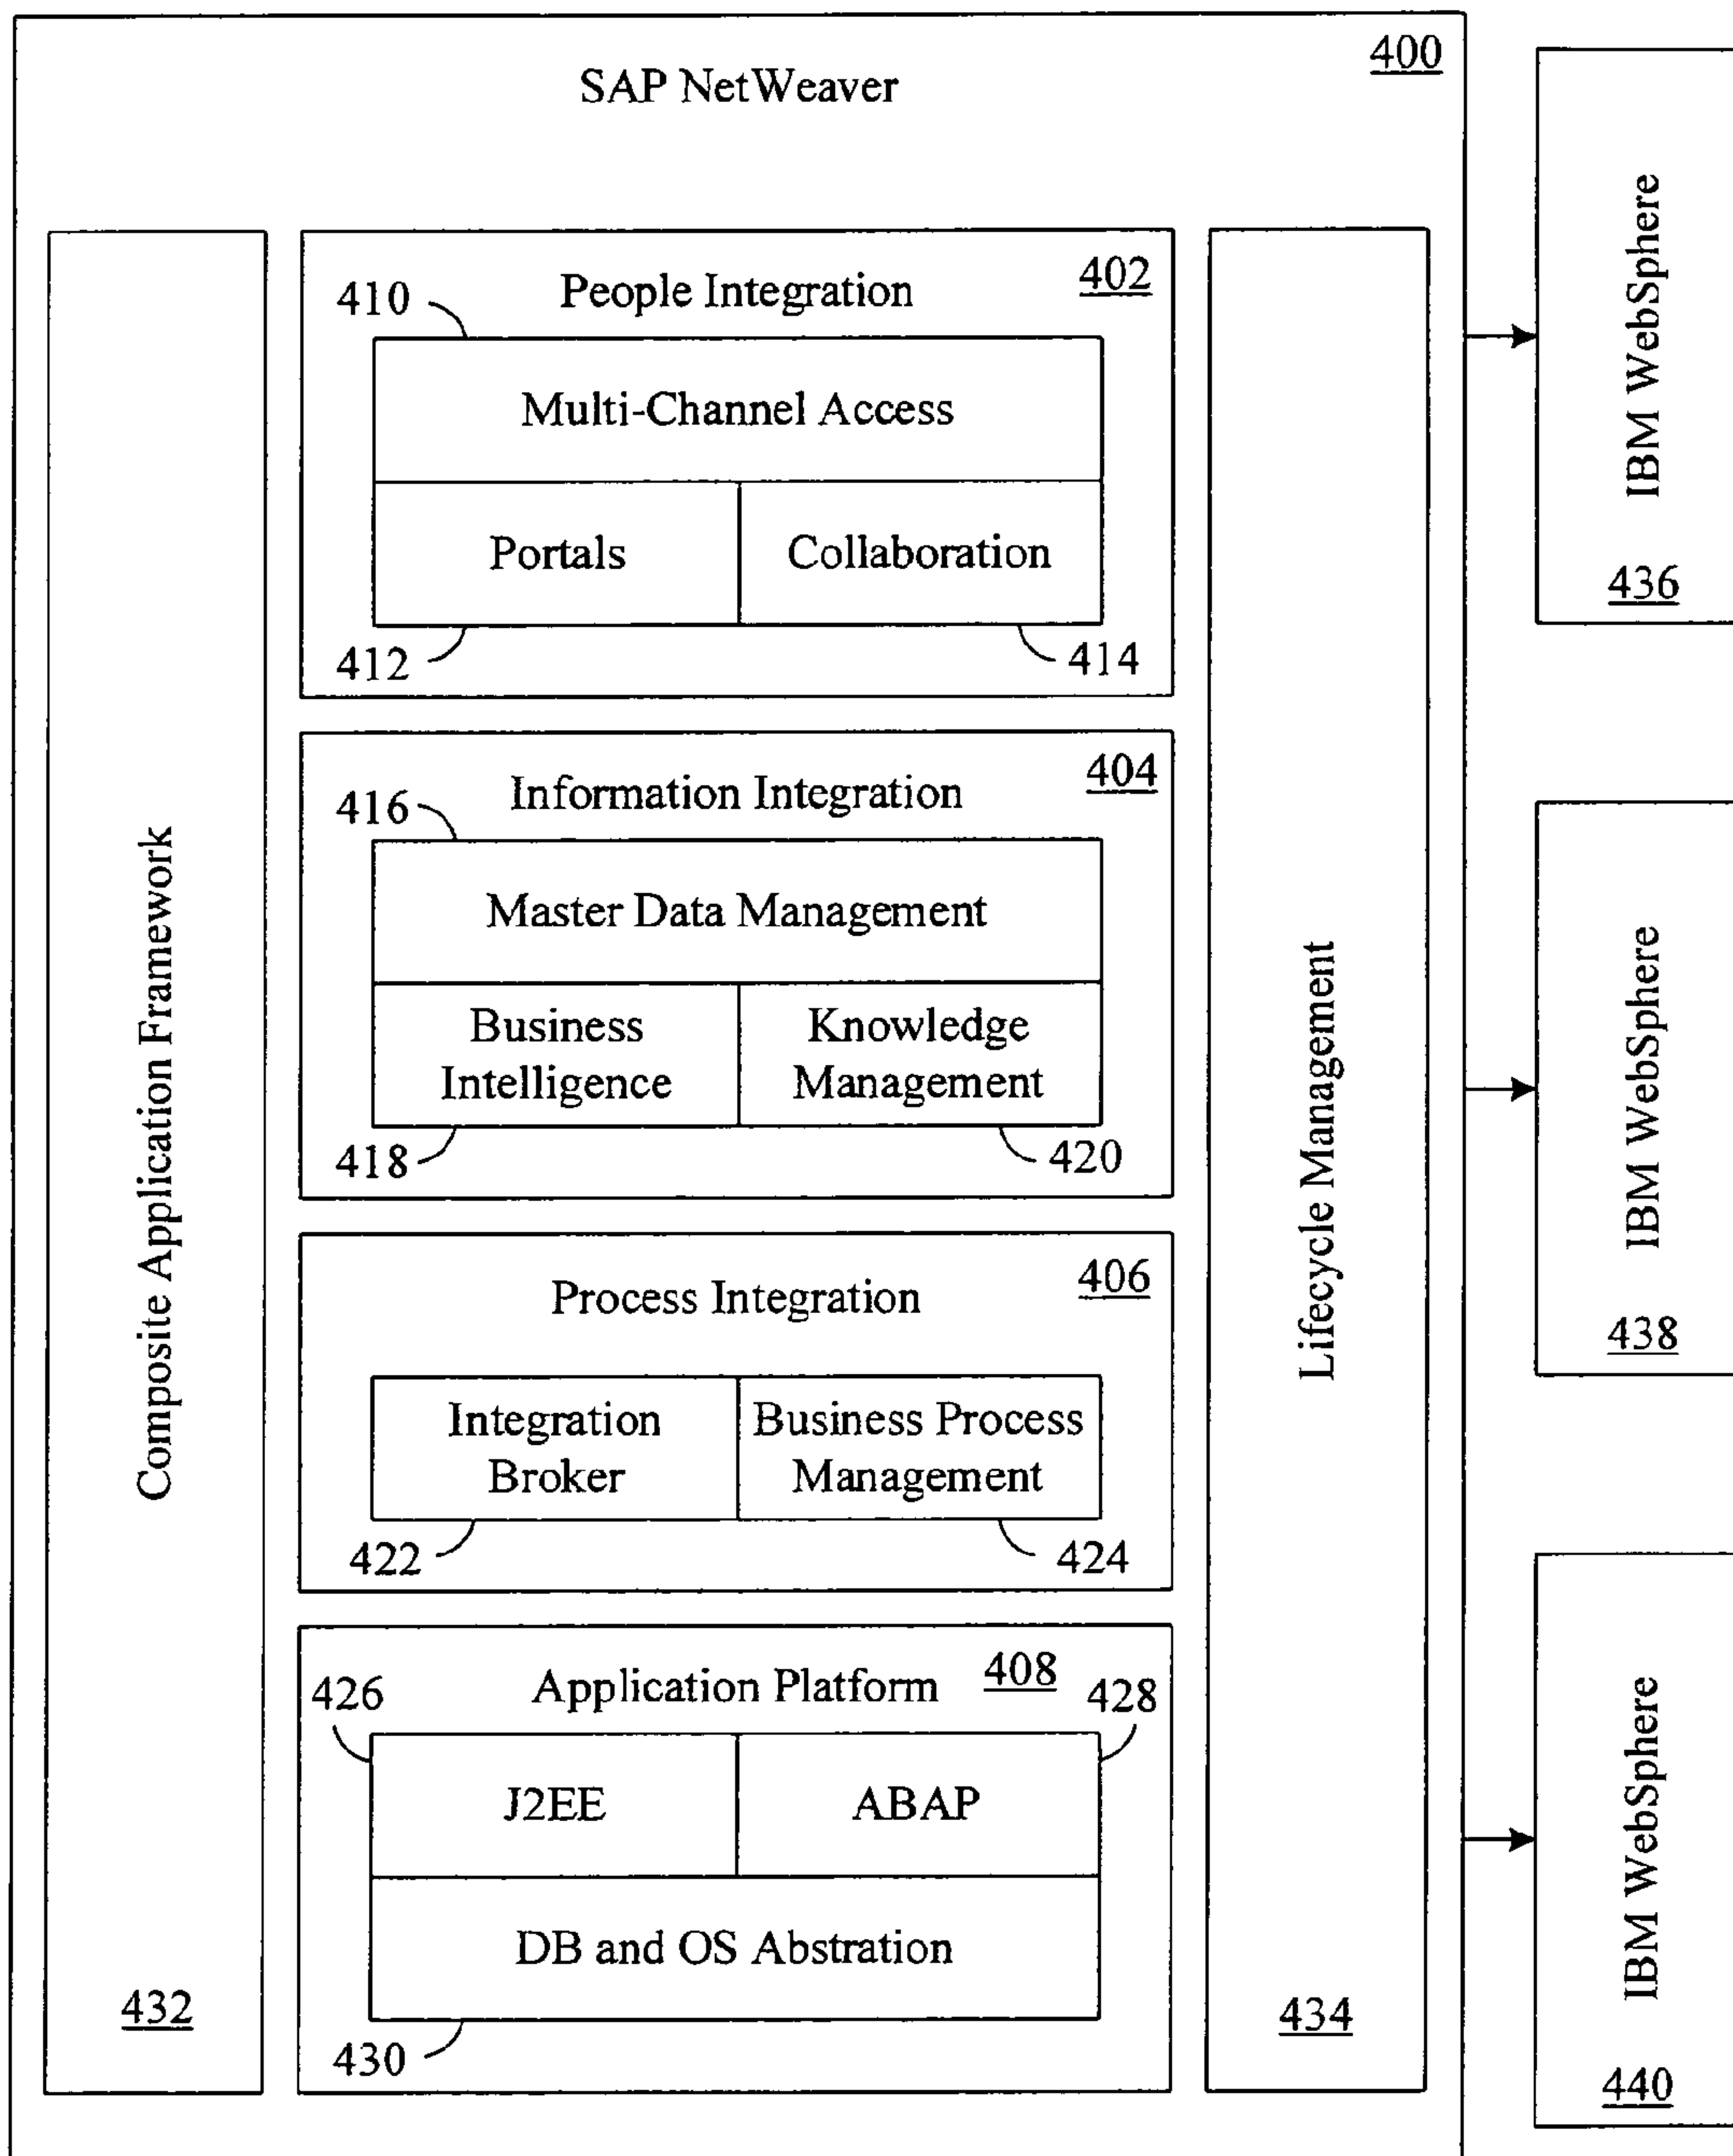 400
SAP NetWeaver
Composite Application Framework
432
People Integration
402
410
Multi-Channel Access
Portals
Collaboration
412
414
Information Integration
404
416
Master Data Management
Business
Intelligence
Knowledge
Management
418
420
Process Integration
406
Integration
Broker
Business Process
Management
422
424
Application Platform
408
426
428
J2EE
ABAP
DB and OS Abstration
430
Lifecycle Management
434
IBM WebSphere
436
IBM WebSphere
438
IBM WebSphere
440